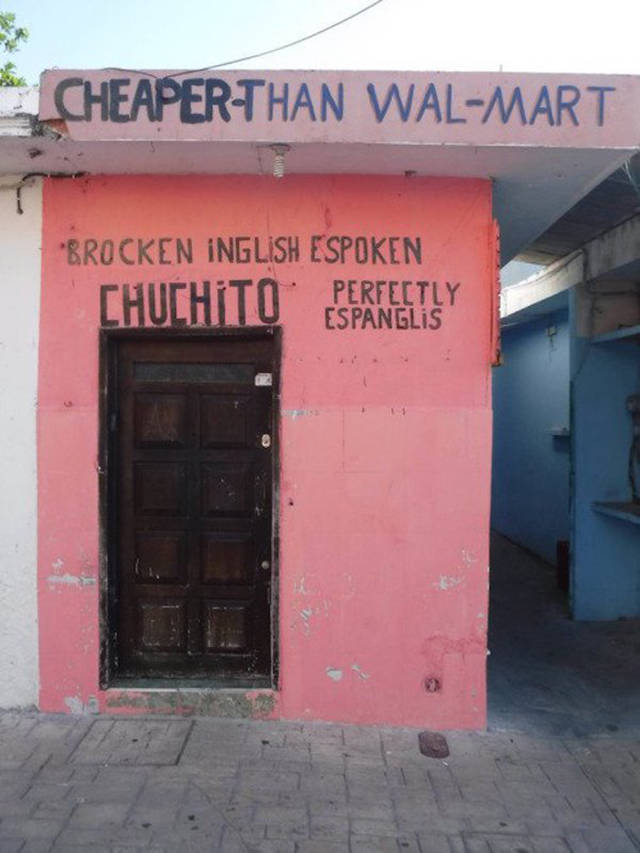 CHEAPER-THAN WAL-MART
BROCKEN INGLISH ESPOKEN
CHUCHITO
PERFECTLY
ESPANGLIS